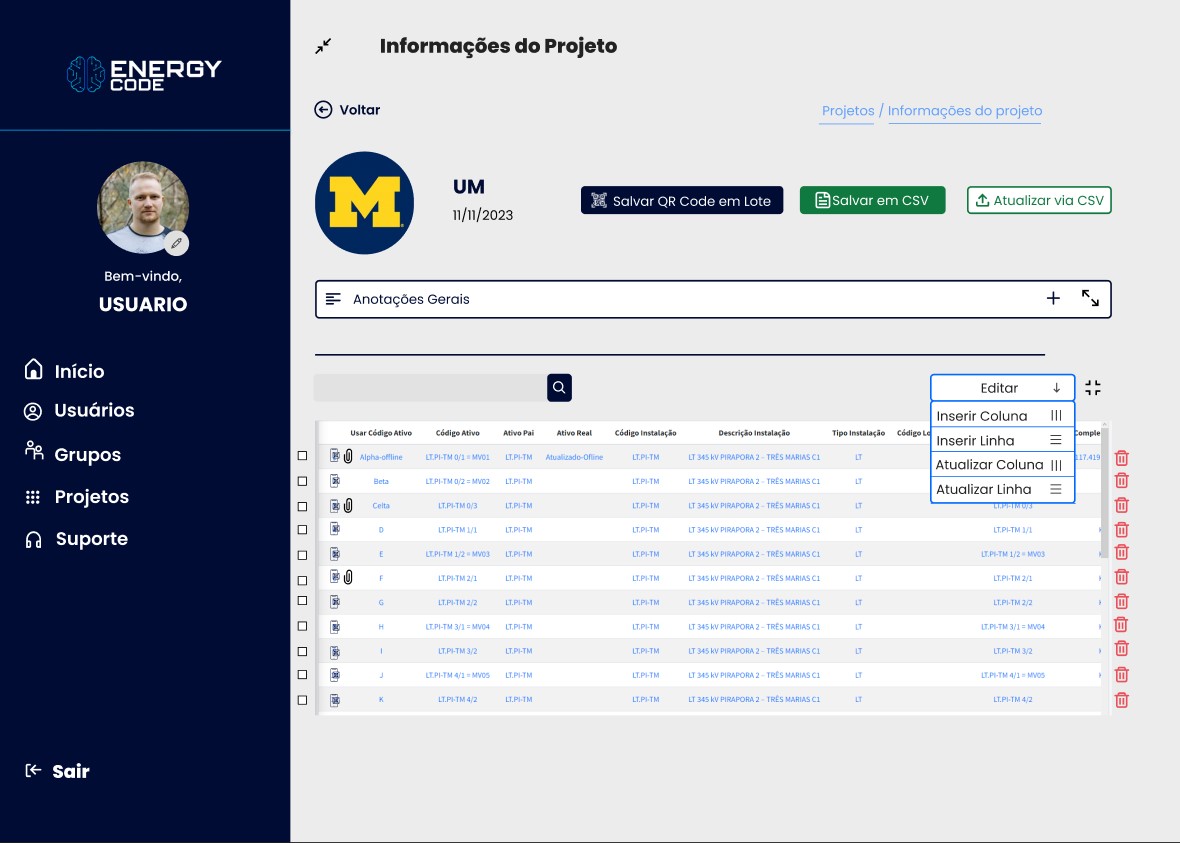 ENERGY
CODE
Bem-vindo,
USUARIO
Início
Usuários
Grupos
Projetos
Suporte
Sair
Informações do Projeto
Voltar
Projetos / Informações do projeto
M
UM
11/11/2023
Salvar QR Code em Lote
Salvar em CSV
Atualizar via CSV
Anotações Gerais
Editar
Inserir Coluna
Inserir Linha
Atualizar Coluna
Atualizar Linha
Usar Código Ativo Código Ativo Ativo Pai Ativo Real Código Instalação Descrição Instalação Tipo Instalação Código Lo Comple
Alpha-offline LT.PI-TM 0/1 = MV01 LT.PI-TM Atualizado-Ofline LT.PI-TM LT 345 kV PIRAPORA 2 – TRÊS MARIAS C1 LT 117.419
Beta LT.PI-TM 0/2 = MV02 LT.PI-TM LT.PI-TM LT 345 kV PIRAPORA 2 – TRÊS MARIAS C1 LT
Celta LT.PI-TM 0/3 LT.PI-TM LT.PI-TM LT 345 kV PIRAPORA 2 – TRÊS MARIAS C1 LT LT.PI-TM 0/3
D LT.PI-TM 1/1 LT.PI-TM LT.PI-TM LT 345 kV PIRAPORA 2 – TRÊS MARIAS C1 LT LT.PI-TM 1/1
E LT.PI-TM 1/2 = MV03 LT.PI-TM LT.PI-TM LT 345 kV PIRAPORA 2 – TRÊS MARIAS C1 LT LT.PI-TM 1/2 = MV03
F LT.PI-TM 2/1 LT.PI-TM LT.PI-TM LT 345 kV PIRAPORA 2 – TRÊS MARIAS C1 LT LT.PI-TM 2/1
G LT.PI-TM 2/2 LT.PI-TM LT.PI-TM LT 345 kV PIRAPORA 2 – TRÊS MARIAS C1 LT LT.PI-TM 2/2
H LT.PI-TM 3/1 = MV04 LT.PI-TM LT.PI-TM LT 345 kV PIRAPORA 2 – TRÊS MARIAS C1 LT LT.PI-TM 3/1 = MV04
I LT.PI-TM 3/2 LT.PI-TM LT.PI-TM LT 345 kV PIRAPORA 2 – TRÊS MARIAS C1 LT LT.PI-TM 3/2
J LT.PI-TM 4/1 = MV05 LT.PI-TM LT.PI-TM LT 345 kV PIRAPORA 2 – TRÊS MARIAS C1 LT LT.PI-TM 4/1 = MV05
K LT.PI-TM 4/2 LT.PI-TM LT.PI-TM LT 345 kV PIRAPORA 2 – TRÊS MARIAS C1 LT LT.PI-TM 4/2